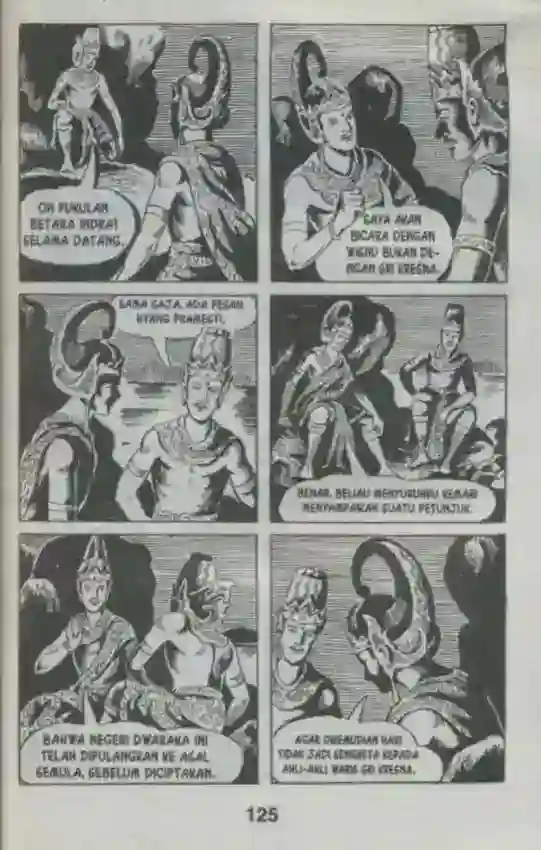 OH PUKULAN
BETARA INDRA!
SELAMA DATANG.
SAYA AKAN
BICARA DENGAN
WISNU BUKAN DE-
NGAN SRI KRESNA.
SAMA SAJA. ADA PESAN
HYANG PRAMESTI.
BENAR. BELIAU MENYURUHKU KEMARI
MENYAMPAIKAN SUATU PETUNJUK.
BAHWA NEGERI DWARAKA INI
TELAH DIPULANGKAN KE ASAL
SEMULA, SEBELUM DICIPTAKAN.
AGAR DIKEMUDIAN HARI
TIDAK JADI SENGKETA KEPADA
AHLI-AHLI WARIS SRI KRESNA.
125